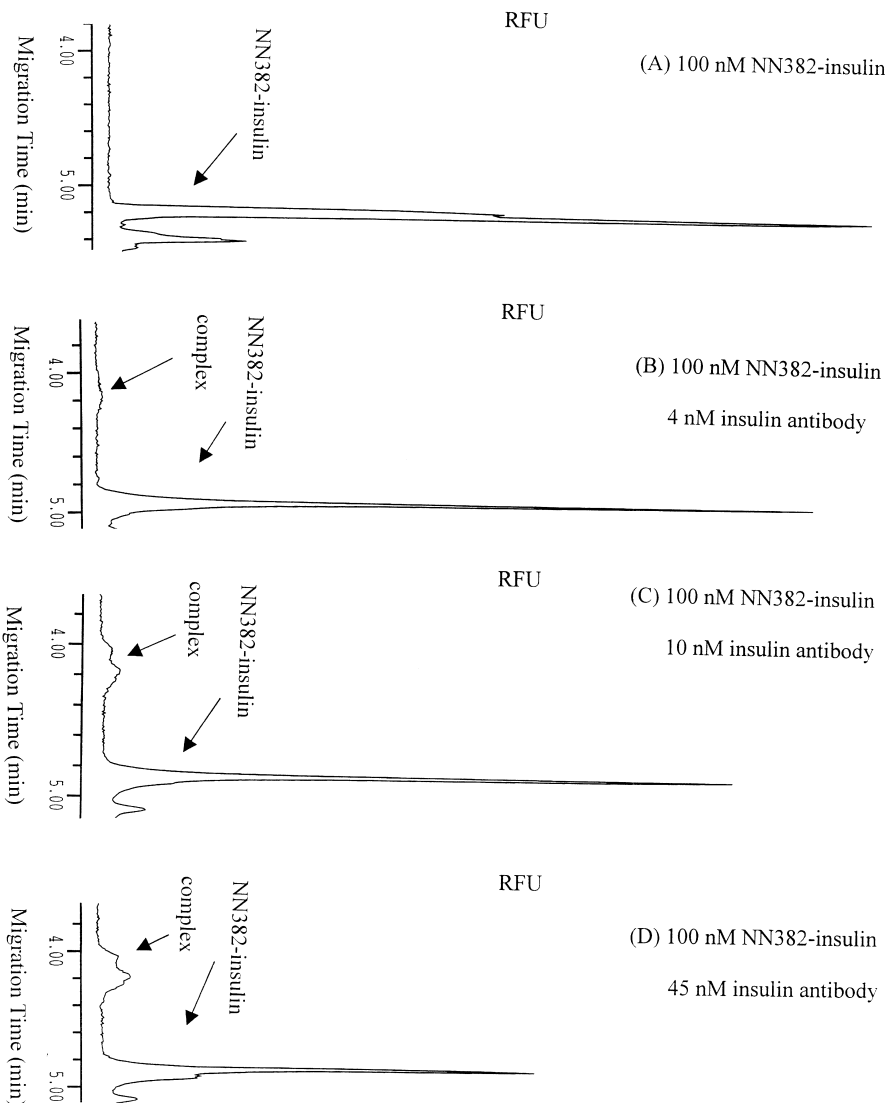 RFU
(A) 100 nM NN382-insulin
NN382-insulin
4.00
5.00
Migration Time (min)
RFU
(B) 100 nM NN382-insulin
4 nM insulin antibody
NN382-insulin
complex
4.00
5.00
Migration Time (min)
RFU
(C) 100 nM NN382-insulin
10 nM insulin antibody
NN382-insulin
complex
4.00
5.00
Migration Time (min)
RFU
(D) 100 nM NN382-insulin
45 nM insulin antibody
NN382-insulin
complex
4.00
5.00
Migration Time (min)